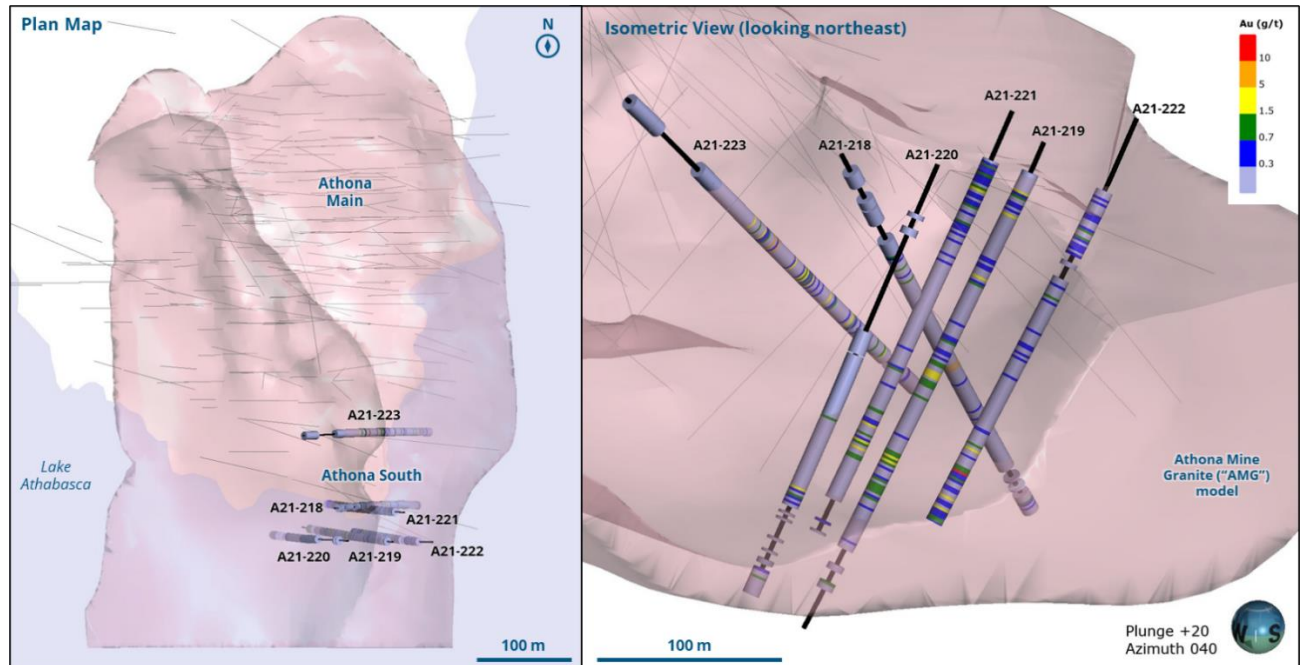 Plan Map
N
Athona
Main
A21-223
Lake
Athabasca
Athona South
A21-218
A21-221
A21-220
A21-219
A21-222
100 m
Isometric View (looking northeast)
Au (g/t)
10
5
1.5
0.7
0.3
A21-223
A21-218
A21-220
A21-221
A21-219
A21-222
Athona Mine
Granite ("AMG")
model
100 m
Plunge +20
Azimuth 040
W S